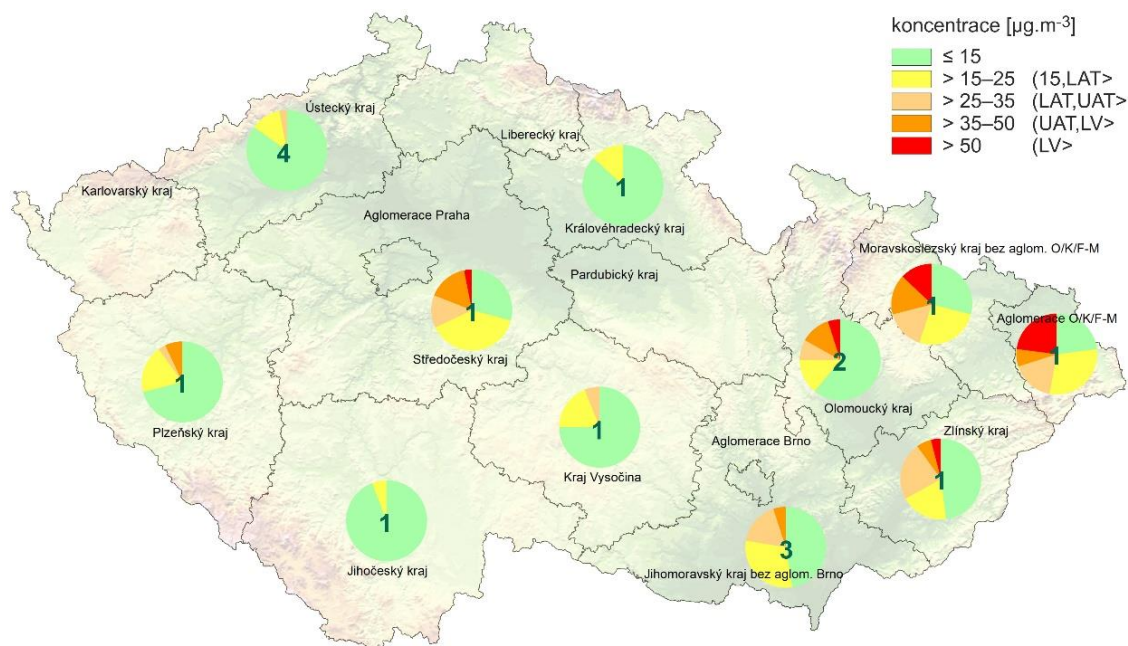 koncentrace [µg.m-3]
≤ 15
> 15–25 (15,LAT>
> 25–35 (LAT,UAT>
> 35–50 (UAT,LV>
> 50 (LV>
Ústecký kraj
4
Liberecký kraj
Karlovarský kraj
1
Aglomerace Praha
Královéhradecký kraj
Moravskoslezský kraj bez aglom. O/K/F-M
Pardubický kraj
1
1
Aglomerace O/K/F-M
1
Středočeský kraj
2
1
Olomoucký kraj
Plzeňský kraj
1
Aglomerace Brno
Zlínský kraj
Kraj Vysočina
1
1
3
Jihočeský kraj
Jihomoravský kraj bez aglom. Brno